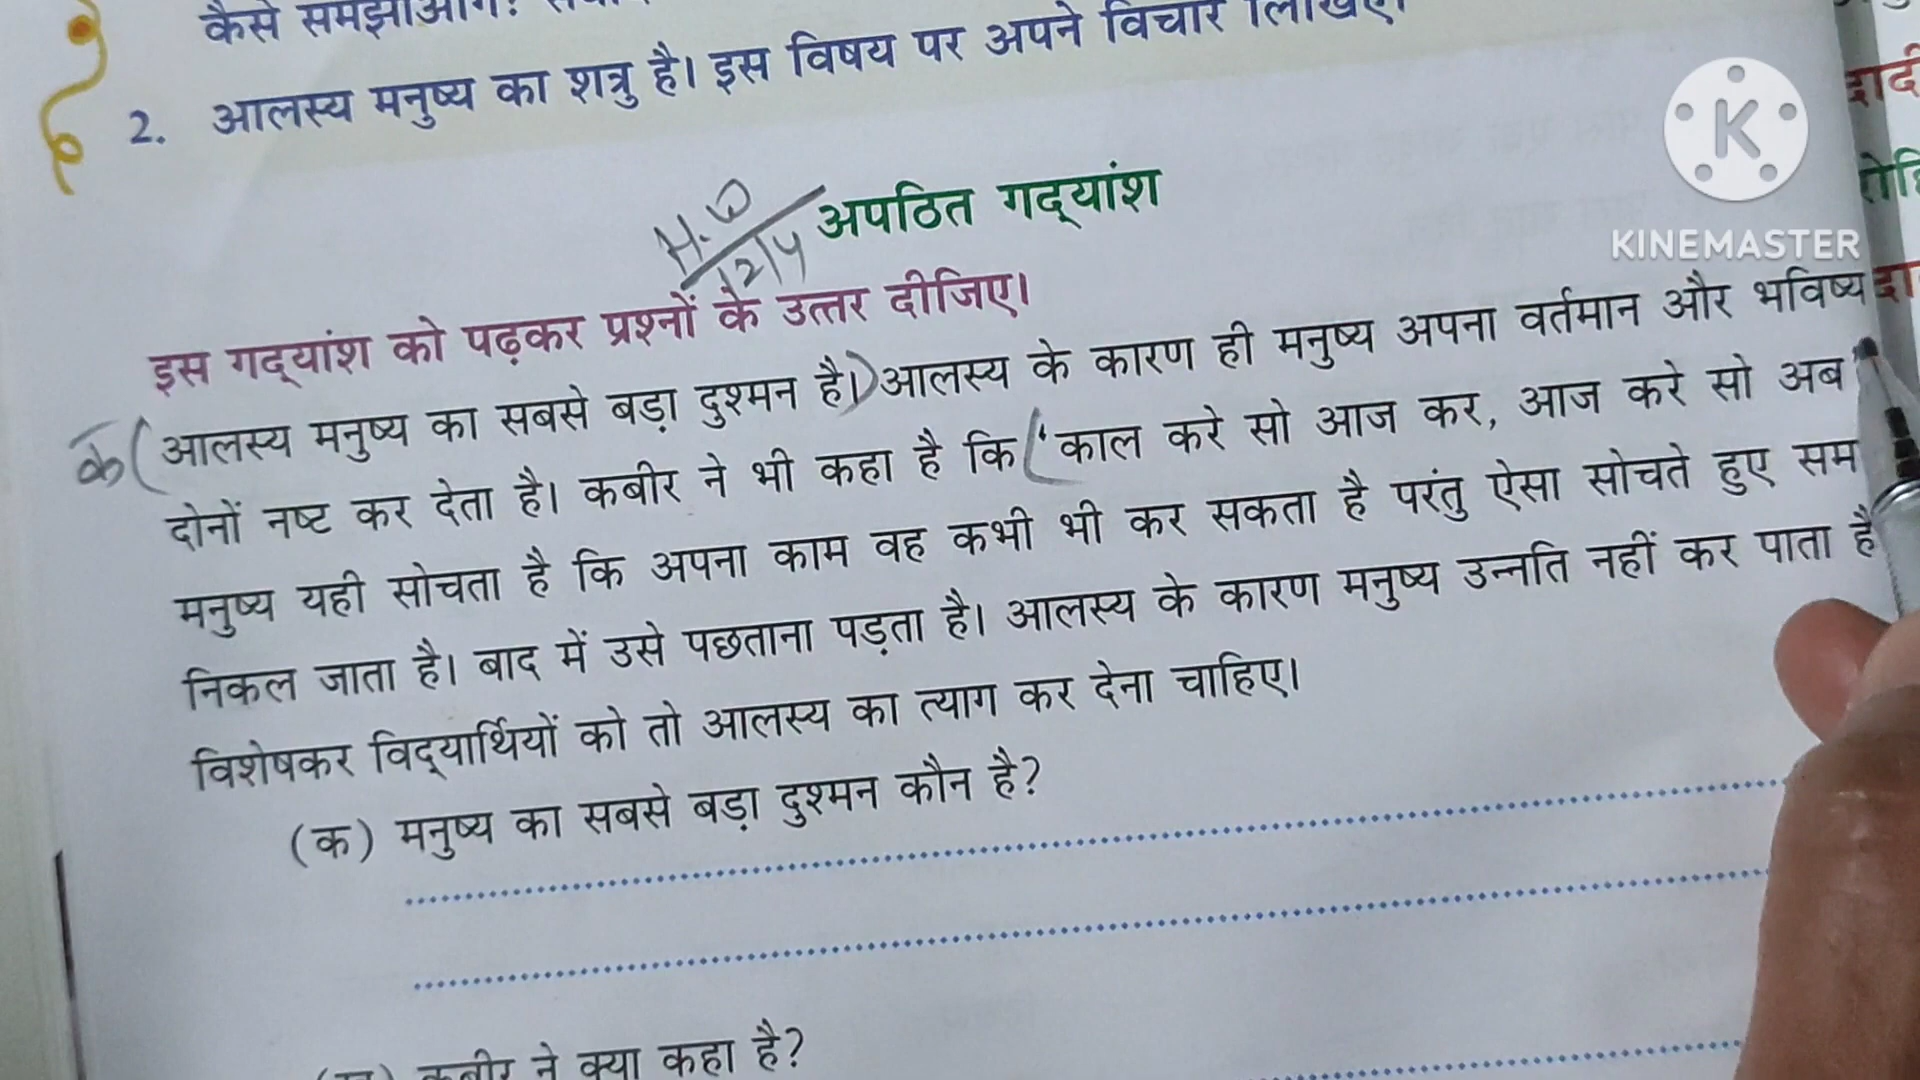 कैसे समझाओगे?
2. आलस्य मनुष्य का शत्रु है। इस विषय पर अपने विचार लिखिए।
H.W 12/4
अपठित गद्यांश
KINEMASTER
इस गद्यांश को पढ़कर प्रश्नों के उत्तर दीजिए।
क (आलस्य मनुष्य का सबसे बड़ा दुश्मन है।) आलस्य के कारण ही मनुष्य अपना वर्तमान और भविष्य
दोनों नष्ट कर देता है। कबीर ने भी कहा है कि ( 'काल करे सो आज कर, आज करे सो अब'
मनुष्य यही सोचता है कि अपना काम वह कभी भी कर सकता है परंतु ऐसा सोचते हुए सम
निकल जाता है। बाद में उसे पछताना पड़ता है। आलस्य के कारण मनुष्य उन्नति नहीं कर पाता है
विशेषकर विद्यार्थियों को तो आलस्य का त्याग कर देना चाहिए।
(क) मनुष्य का सबसे बड़ा दुश्मन कौन है?
कबीर ने क्या कहा है?